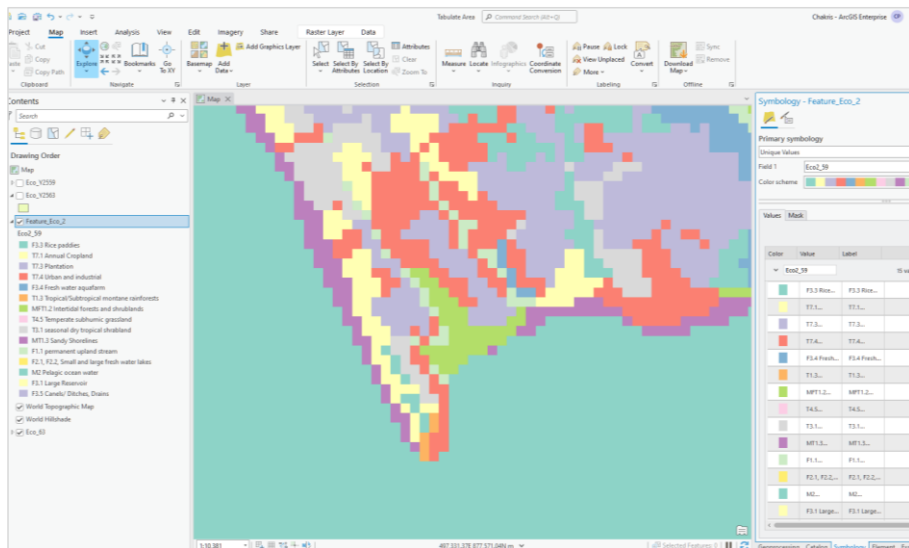 Tabulate Area
Command Search (Alt+Q)
Chakris - ArcGIS Enterprise
CP
Project Map Insert Analysis View Edit Imagery Share Raster Layer Data
Cut
Copy
Copy Path
Clipboard
Explore
Bookmarks
Go To XY
Navigate
Basemap
Add Data
Add Graphics Layer
Layer
Select
Select By Attributes
Select By Location
Attributes
Clear
Zoom To
Selection
Measure
Locate
Infographics
Coordinate Conversion
Inquiry
Pause
Lock
View Unplaced
More
Labeling
Convert
Download Map
Sync
Remove
Offline
Contents
Search
Drawing Order
Map
Eco_Y2559
Eco_Y2563
Feature_Eco_2
Eco2_59
F3.3 Rice paddies
T7.1 Annual Cropland
T7.3 Plantation
T7.4 Urban and industrial
F3.4 Fresh water aquafarm
T1.3 Tropical/Subtropical montane rainforests
MFT1.2 Intertidal forests and shrublands
T4.5 Temperate subhumic grassland
T3.1 seasonal dry tropical shrabland
MT1.3 Sandy Shorelines
F1.1 permanent upland stream
F2.1, F2.2, Small and large fresh water lakes
M2 Pelagic ocean water
F3.1 Large Reservoir
F3.5 Canels/ Ditches, Drains
World Topographic Map
World Hillshade
Eco_63
Map
1:10,381
497,331.37E 877,571.04N m
Selected Features: 0
Symbology - Feature_Eco_2
Primary symbology
Unique Values
Field 1 Eco2_59
Color scheme
Values Mask
Color Value Label
Eco2_59
F3.3 Rice... F3.3 Rice...
T7.1... T7.1...
T7.3... T7.3...
T7.4... T7.4...
F3.4 Fresh... F3.4 Fresh...
T1.3... T1.3...
MFT1.2... MFT1.2...
T4.5... T4.5...
T3.1... T3.1...
MT1.3... MT1.3...
F1.1... F1.1...
F2.1, F2.2,... F2.1, F2.2,...
M2... M2...
F3.1 Large... F3.1 Large...
Geoprocessing Catalog Symbology Element